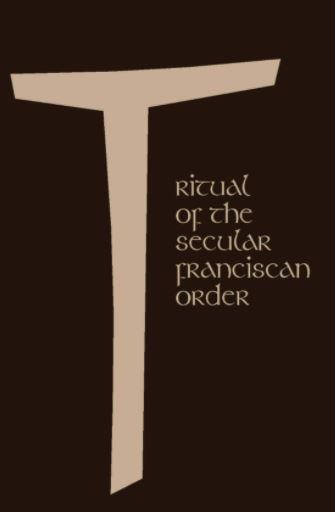 Ritual
of the
secular
franciscan
order